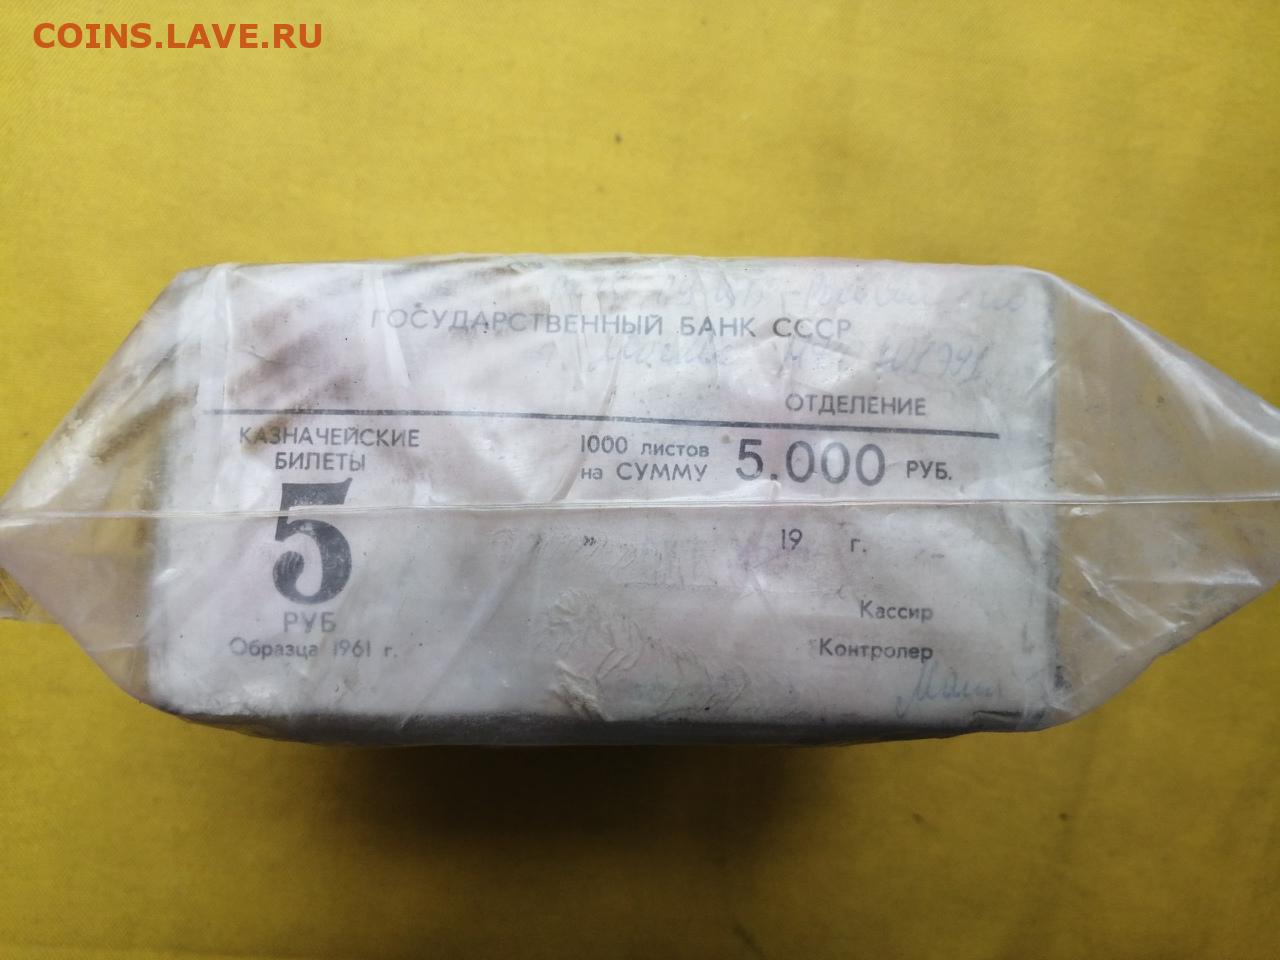 COINS.LAVE.RU
ГОСУДАРСТВЕННЫЙ БАНК СССР
ОТДЕЛЕНИЕ
КАЗНАЧЕЙСКИЕ
БИЛЕТЫ
1000 листов
на СУММУ
5.000 РУБ.
5
РУБ
Образца 1961 г.
» 19 г.
Кассир
Контролер